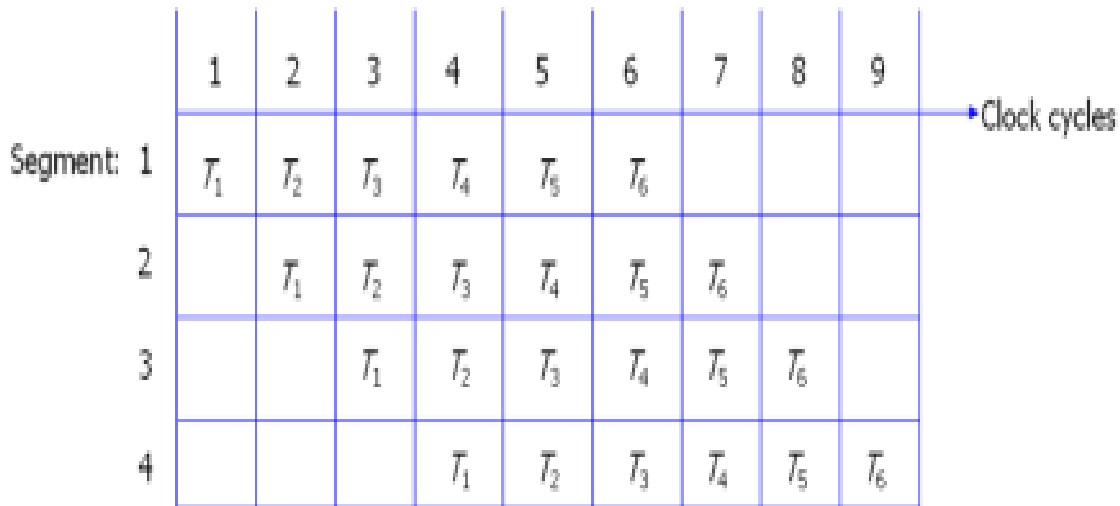 1 2 3 4 5 6 7 8 9
Clock cycles
Segment: 1 T₁ T₂ T₃ T₄ T₅ T₆
2 T₁ T₂ T₃ T₄ T₅ T₆
3 T₁ T₂ T₃ T₄ T₅ T₆
4 T₁ T₂ T₃ T₄ T₅ T₆